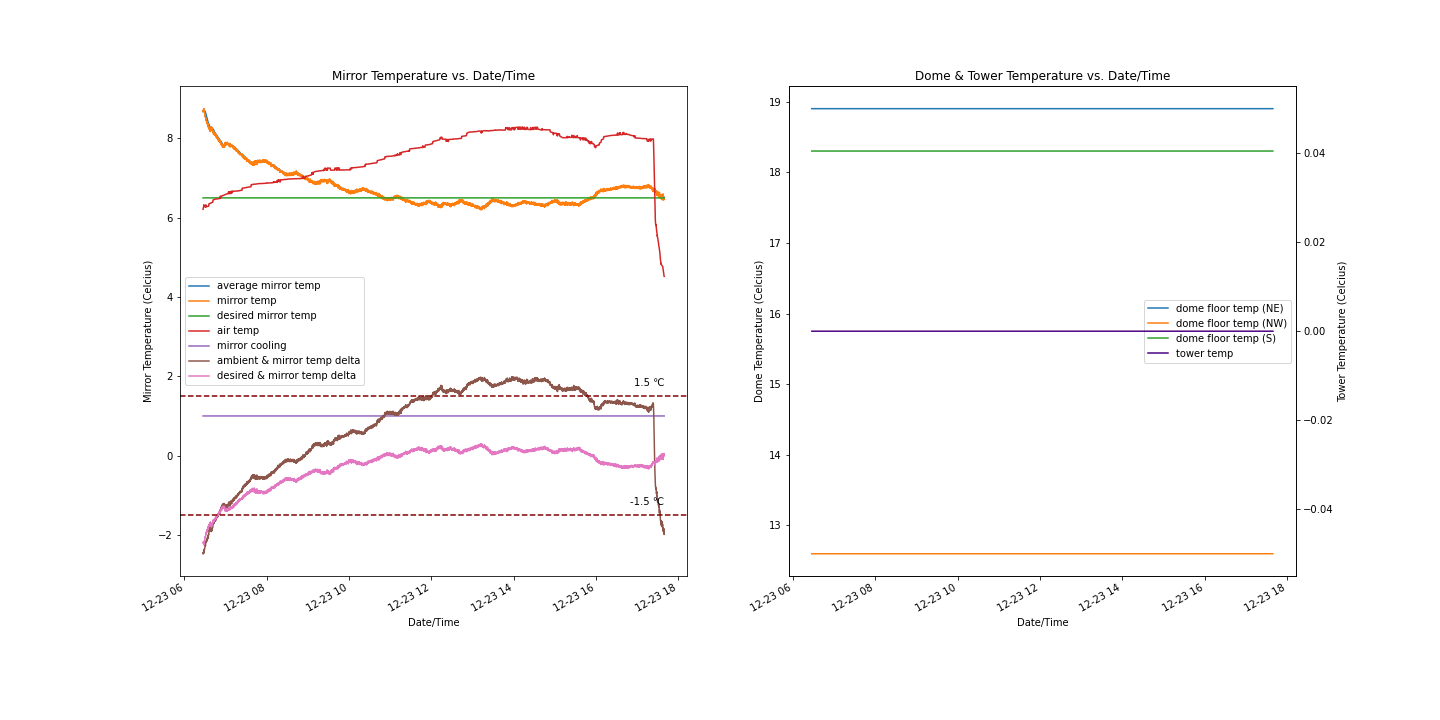 Mirror Temperature vs. Date/Time
Mirror Temperature (Celcius)
8
6
4
2
0
−2
average mirror temp
mirror temp
desired mirror temp
air temp
mirror cooling
ambient & mirror temp delta
desired & mirror temp delta
1.5 °C
-1.5 °C
12-23 06
12-23 08
12-23 10
12-23 12
12-23 14
12-23 16
12-23 18
Date/Time
Dome & Tower Temperature vs. Date/Time
Dome Temperature (Celcius)
19
18
17
16
15
14
13
dome floor temp (NE)
dome floor temp (NW)
dome floor temp (S)
tower temp
0.04
0.02
0.00
−0.02
−0.04
Tower Temperature (Celcius)
12-23 06
12-23 08
12-23 10
12-23 12
12-23 14
12-23 16
12-23 18
Date/Time